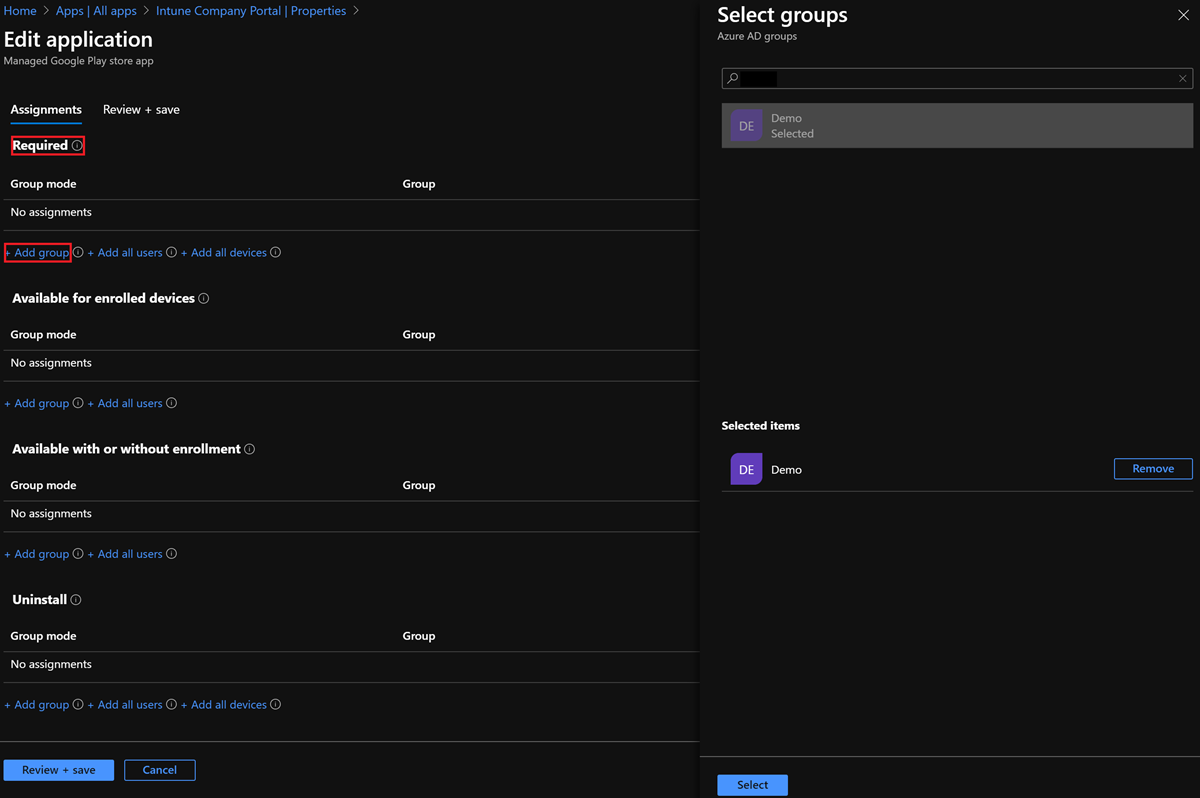 Home > Apps | All apps > Intune Company Portal | Properties >
Edit application
Managed Google Play store app
Assignments Review + save
Required
Group mode Group
No assignments
+ Add group + Add all users + Add all devices
Available for enrolled devices
Group mode Group
No assignments
+ Add group + Add all users
Available with or without enrollment
Group mode Group
No assignments
+ Add group + Add all users
Uninstall
Group mode Group
No assignments
+ Add group + Add all users + Add all devices
Review + save Cancel
Select groups
Azure AD groups
DE Demo
Selected
Selected items
DE Demo Remove
Select